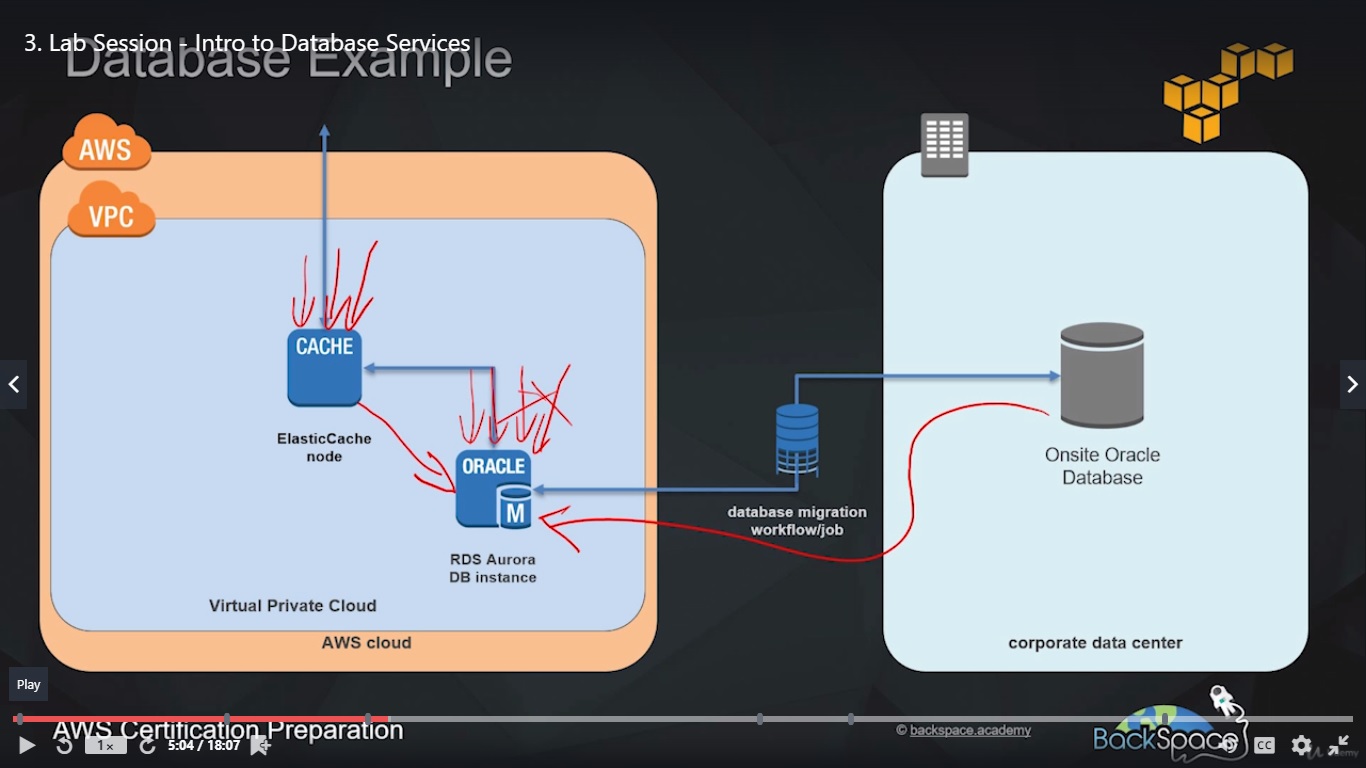 3. Lab Session - Intro to Database Services
Database Example
AWS
VPC
CACHE
ElasticCache
node
ORACLE
M
RDS Aurora
DB instance
Virtual Private Cloud
AWS cloud
database migration
workflow/job
Onsite Oracle
Database
corporate data center
Play
AWS Certification Preparation
© backspace.academy
BackSpace
1×
5:04 / 18:07
CC